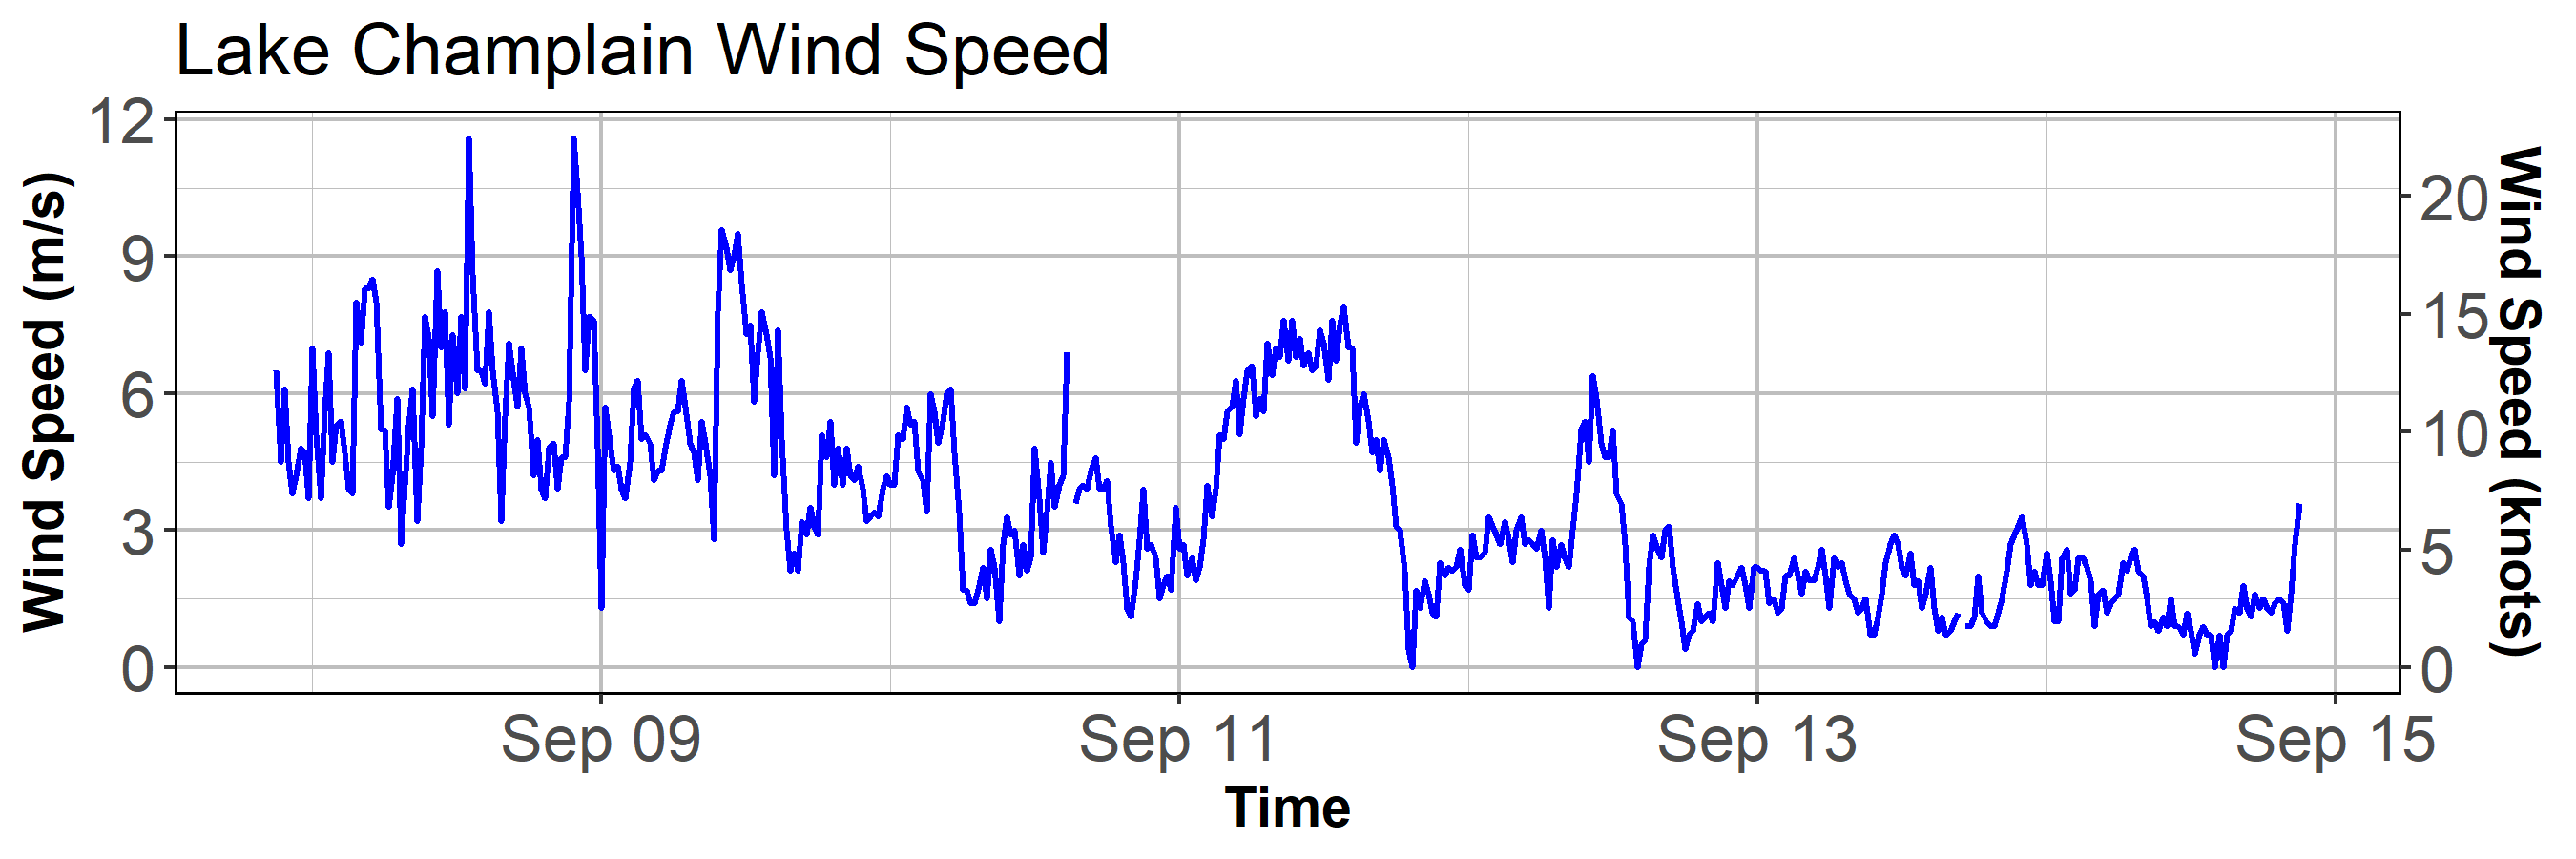 Lake Champlain Wind Speed
12
9
6
3
0
Wind Speed (m/s)
20
15
10
5
0
Wind Speed (knots)
Sep 09
Sep 11
Sep 13
Sep 15
Time